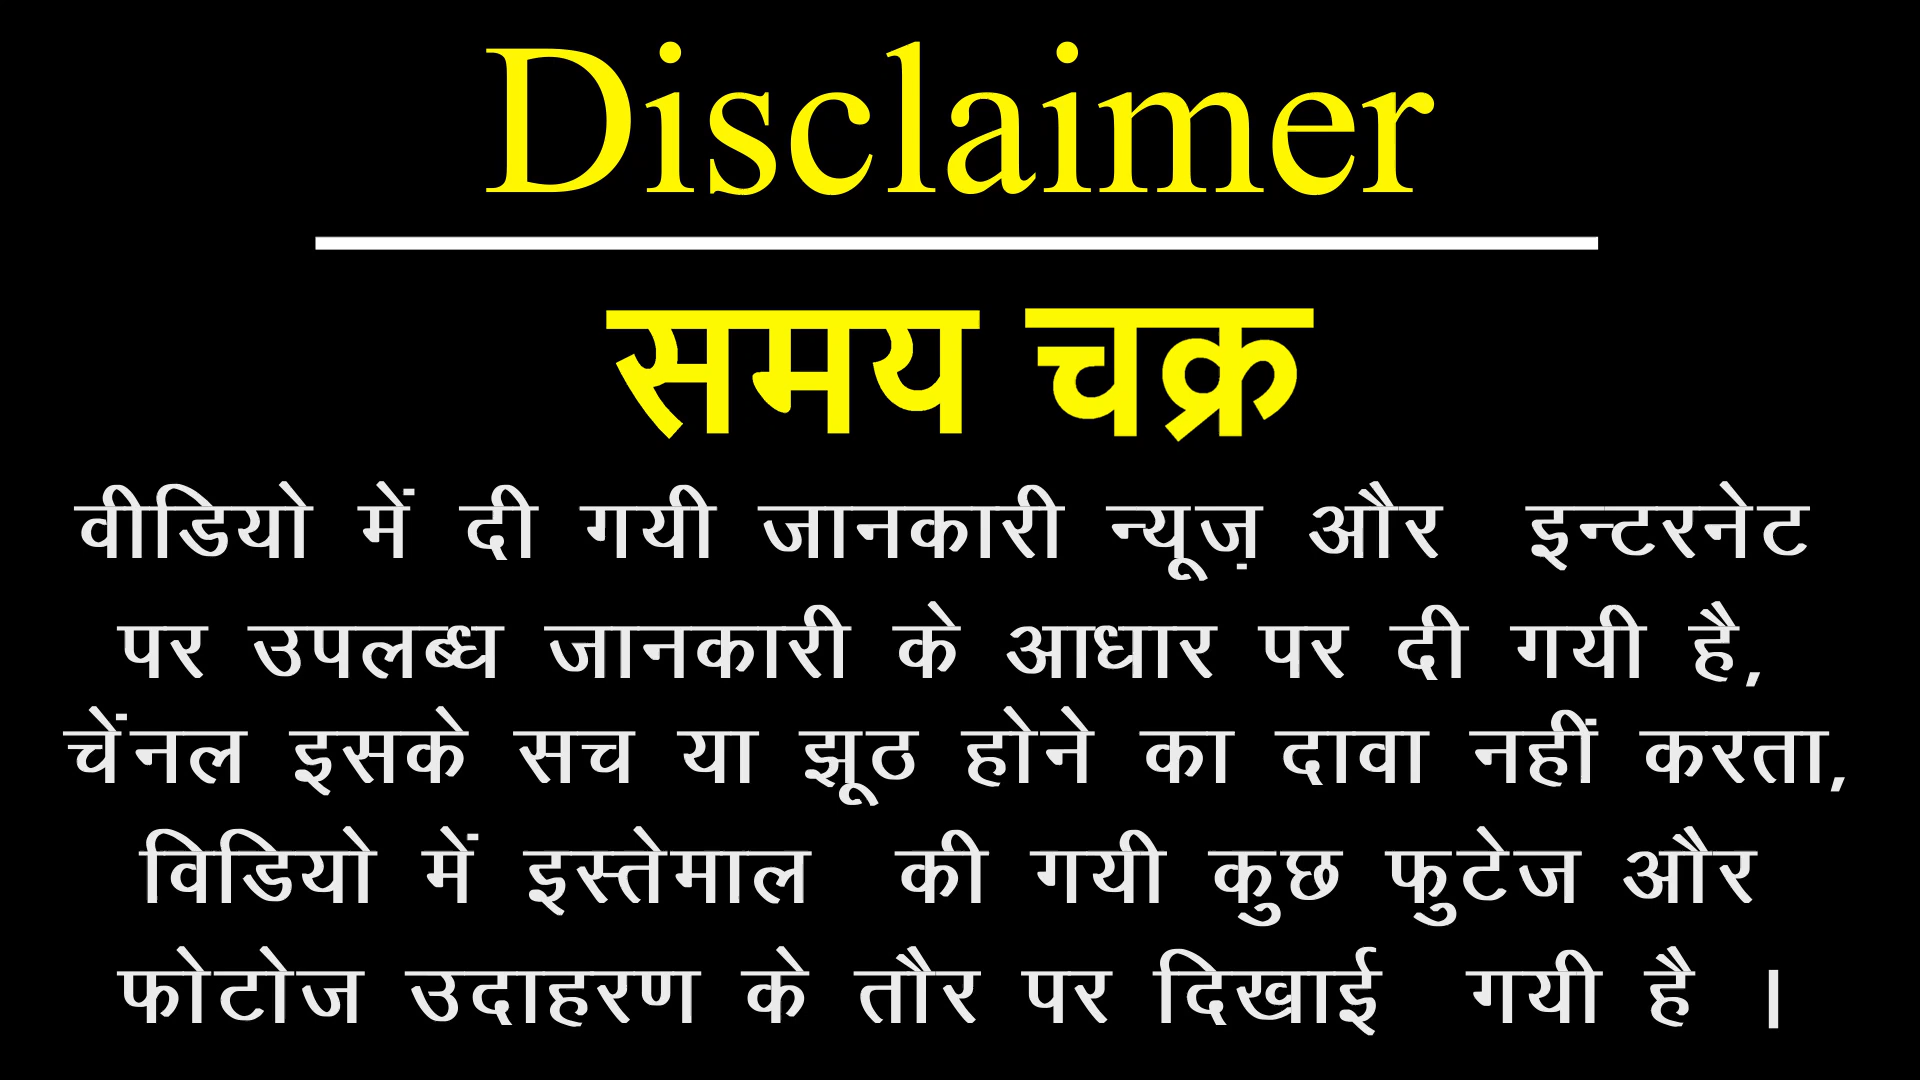 Disclaimer
समय चक्र
वीडियो में दी गयी जानकारी न्यूज़ और इन्टरनेट
पर उपलब्ध जानकारी के आधार पर दी गयी है,
चेंनल इसके सच या झूठ होने का दावा नहीं करता,
विडियो में इस्तेमाल की गयी कुछ फुटेज और
फोटोज उदाहरण के तौर पर दिखाई गयी है ।